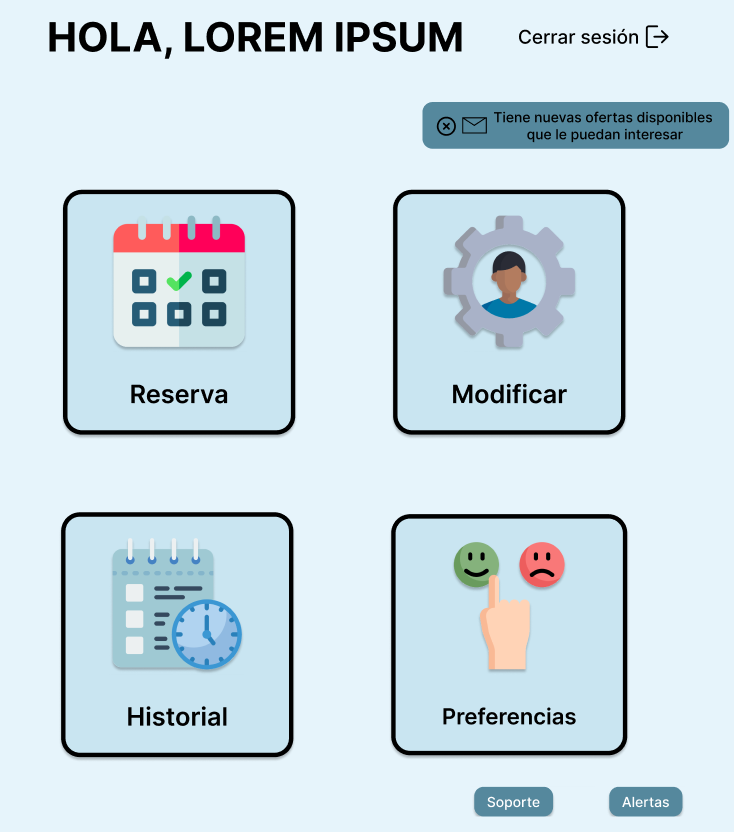 HOLA, LOREM IPSUM
Cerrar sesión
Tiene nuevas ofertas disponibles
que le puedan interesar
Reserva
Modificar
Historial
Preferencias
Soporte
Alertas